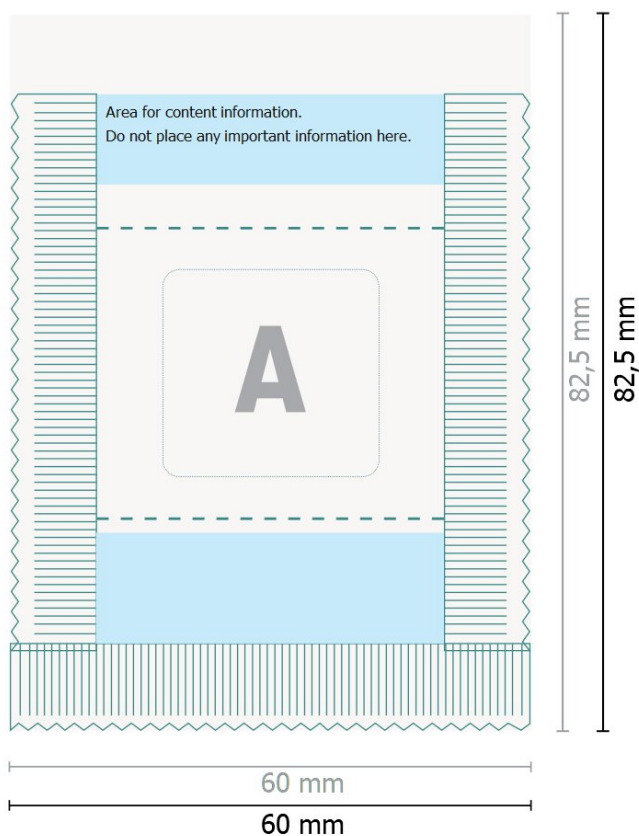 Area for content information.
Do not place any important information here.
A
82,5 mm
82,5 mm
60 mm
60 mm